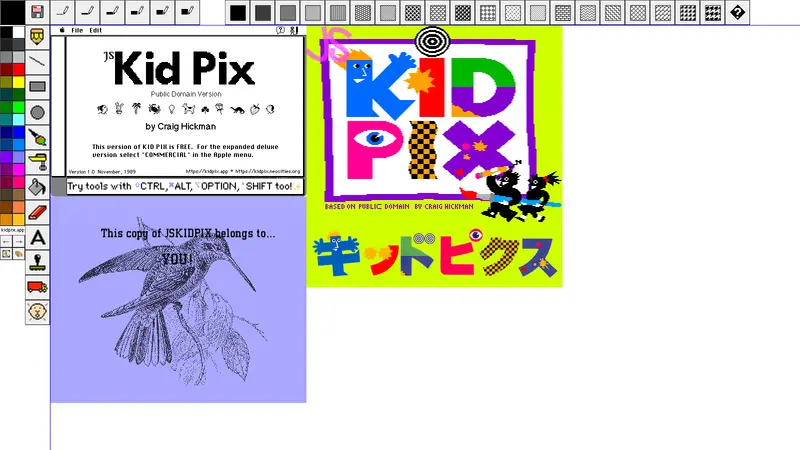 File Edit
JS
Kid Pix
Public Domain Version
by Craig Hickman
This version of KID PIX is FREE. For the expanded deluxe
version select "COMMERCIAL" in the Apple menu.
Version 1.0 November, 1989 https://kidpix.app * https://kidpix.neocities.org
Try tools with ⇧CTRL, ⌘ALT, ⌥OPTION, ˙SHIFT too!
kidpix.app
A
This copy of JSKIDPIX belongs to...
YOU!
JS
KID
PIX
JS
BASED ON PUBLIC DOMAIN BY CRAIG HICKMAN
キッドピクス